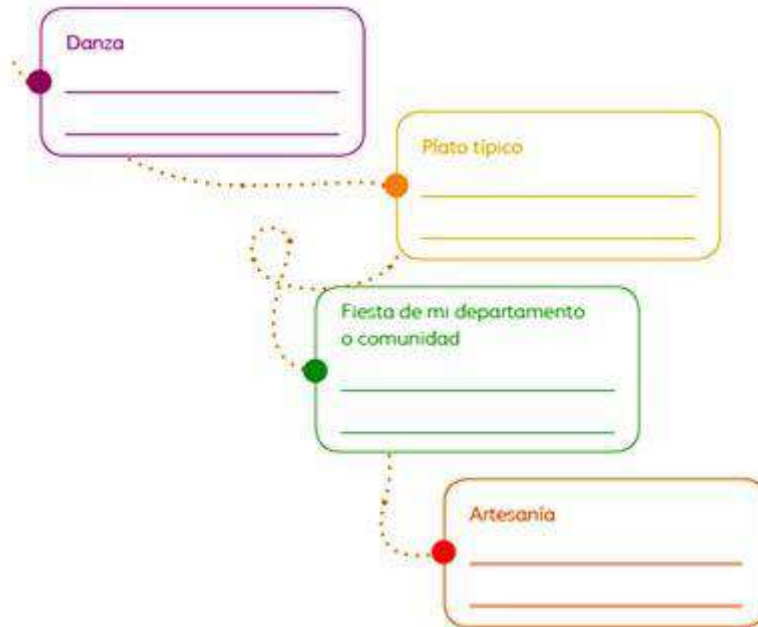 Danza
Plato típico
Fiesta de mi departamento
o comunidad
Artesanía